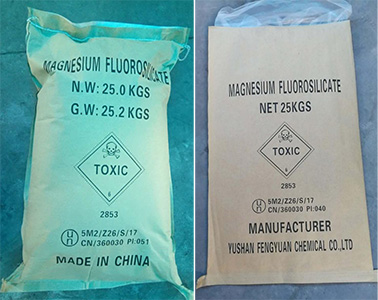 MAGNESIUM FLUOROSILICATE
N.W: 25.0 KGS
G.W: 25.2 KGS
TOXIC
6
2853
un
5M2/Z26/S/17
CN/360030 PI:051
MADE IN CHINA
MAGNESIUM FLUOROSILICATE
NET 25KGS
TOXIC
6
2853
un
5M2/Z26/S/17
CN/360030 PI:040
MANUFACTURER
YUSHAN FENGYUAN CHEMICAL CO.,LTD